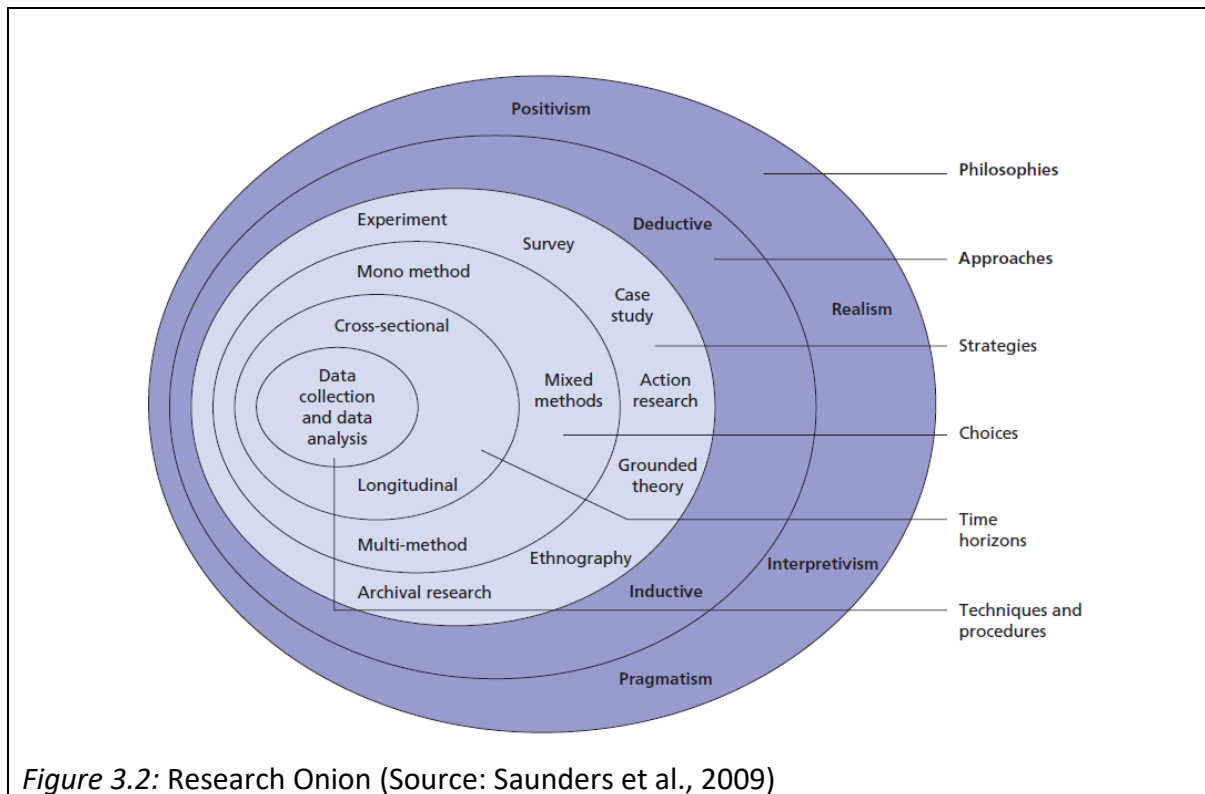 Positivism
Philosophies
Deductive
Experiment
Survey
Approaches
Mono method
Case
study
Realism
Cross-sectional
Strategies
Data
collection
and data
analysis
Mixed
methods
Action
research
Choices
Grounded
theory
Longitudinal
Time
horizons
Multi-method
Ethnography
Interpretivism
Archival research
Inductive
Techniques and
procedures
Pragmatism
Figure 3.2: Research Onion (Source: Saunders et al., 2009)